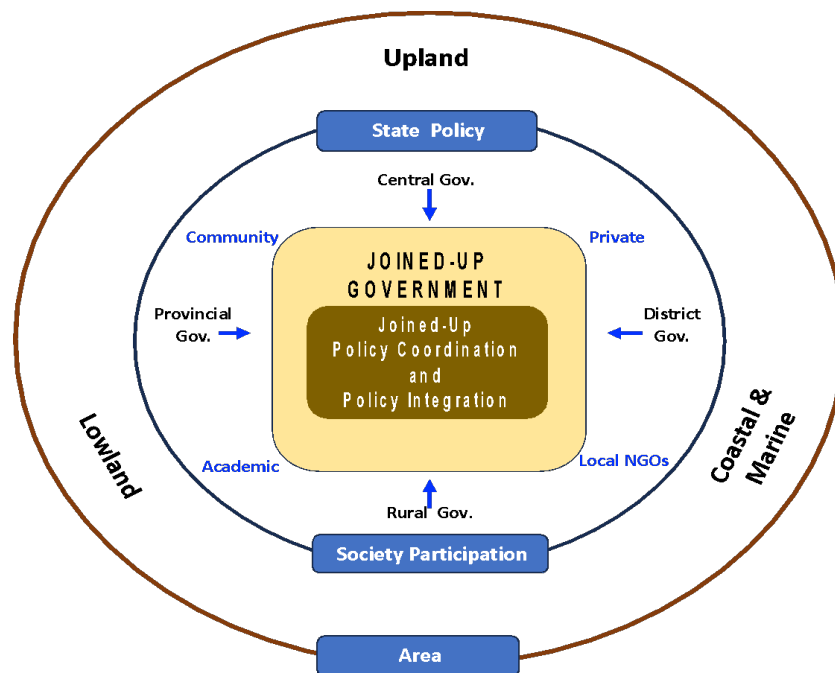 Upland
State Policy
Central Gov.
Community
Private
JOINED-UP
GOVERNMENT
Provincial
Gov.
District
Gov.
Joined-Up
Policy Coordination
and
Policy Integration
Lowland
Coastal &
Marine
Academic
Local NGOs
Rural Gov.
Society Participation
Area